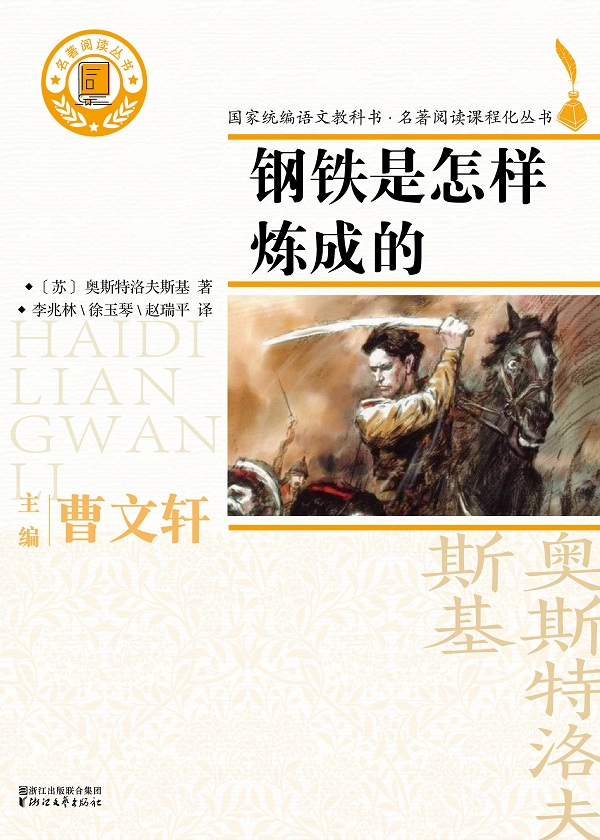 名著阅读丛书
国家统编语文教科书·名著阅读课程化丛书
钢铁是怎样
炼成的
◆〔苏〕奥斯特洛夫斯基 著
◆ 李兆林\徐玉琴\赵瑞平 译
HAIDI
LIAN
GWAN
LI
主编
曹文轩
奥斯特洛夫
斯基
浙江出版联合集团
浙江文艺出版社